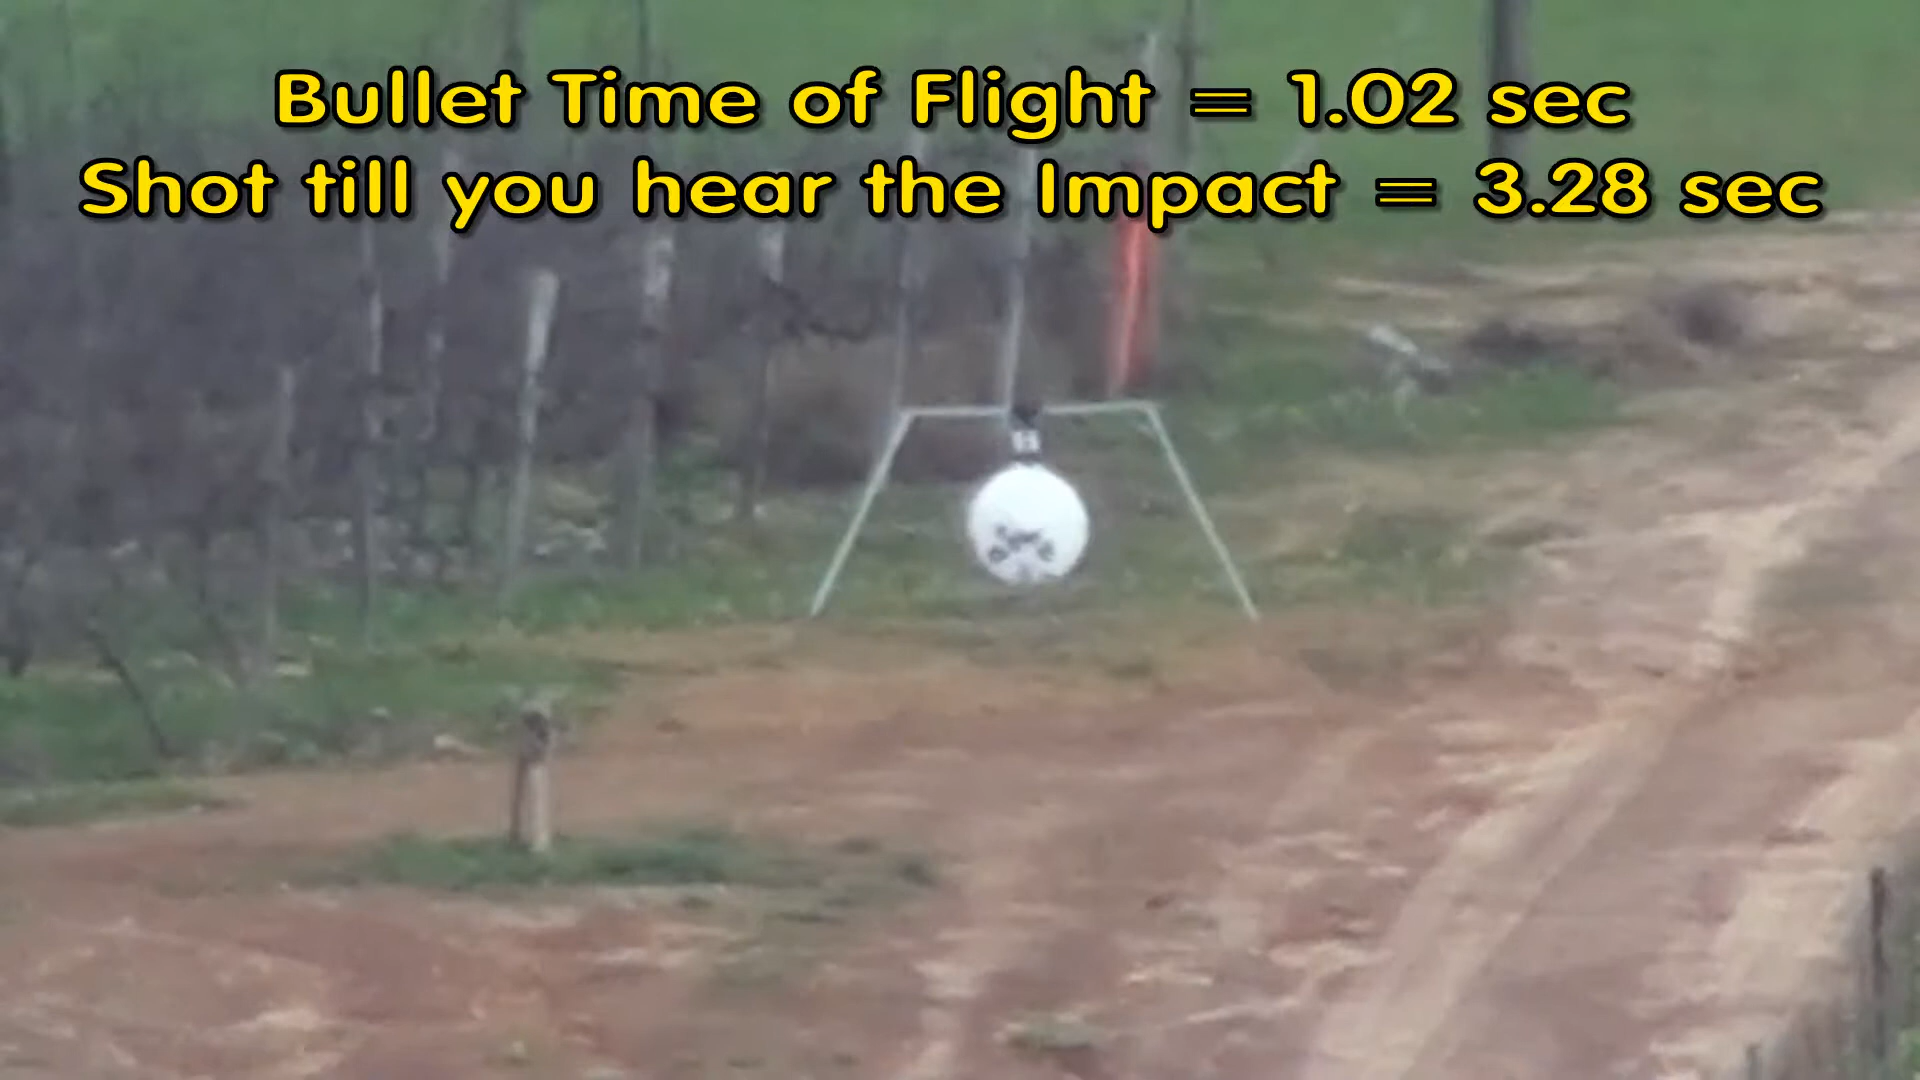 Bullet Time of Flight = 1.02 sec
Shot till you hear the Impact = 3.28 sec